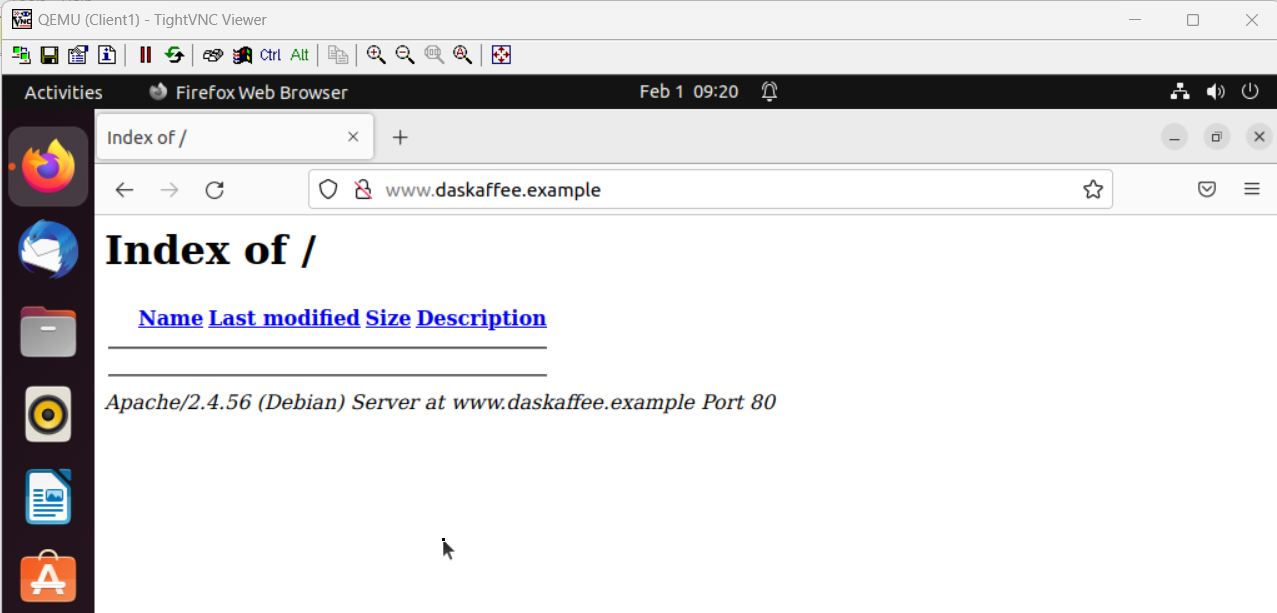 QEMU (Client1) - TightVNC Viewer
Ctrl Alt
Activities Firefox Web Browser Feb 1 09:20
Index of /
www.daskaffee.example
Index of /
Name Last modified Size Description
Apache/2.4.56 (Debian) Server at www.daskaffee.example Port 80